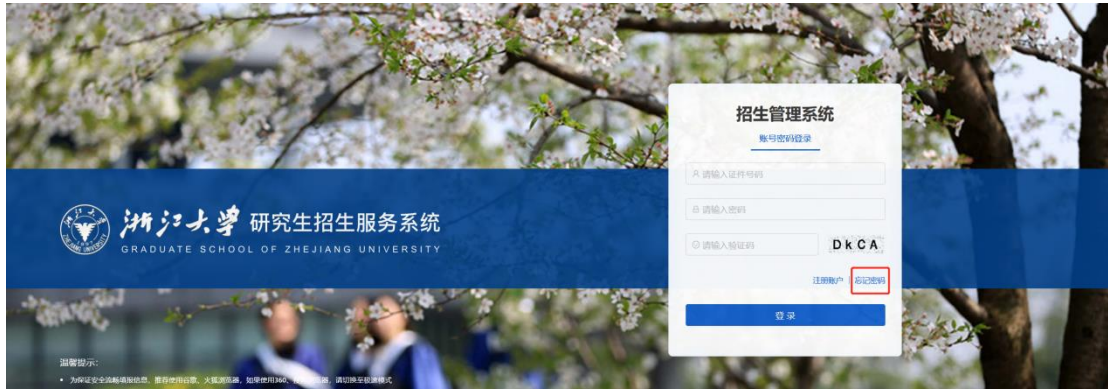 招生管理系统
账号密码登录
请输入证件号码
请输入密码
请输入验证码
DkCA
注册账户 | 忘记密码
登录
浙江大学 研究生招生服务系统
GRADUATE SCHOOL OF ZHEJIANG UNIVERSITY
温馨提示:
• 为保证安全流畅填报信息、推荐使用谷歌、火狐浏览器，如果使用360、浏览器，请切换至极速模式